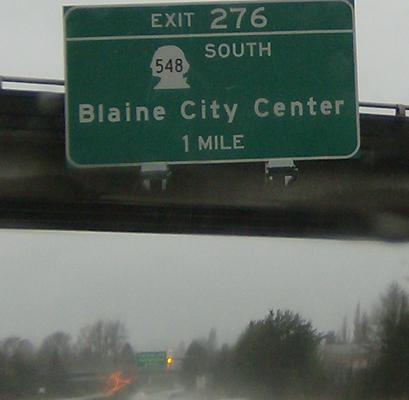 EXIT 276
548 SOUTH
Blaine City Center
1 MILE